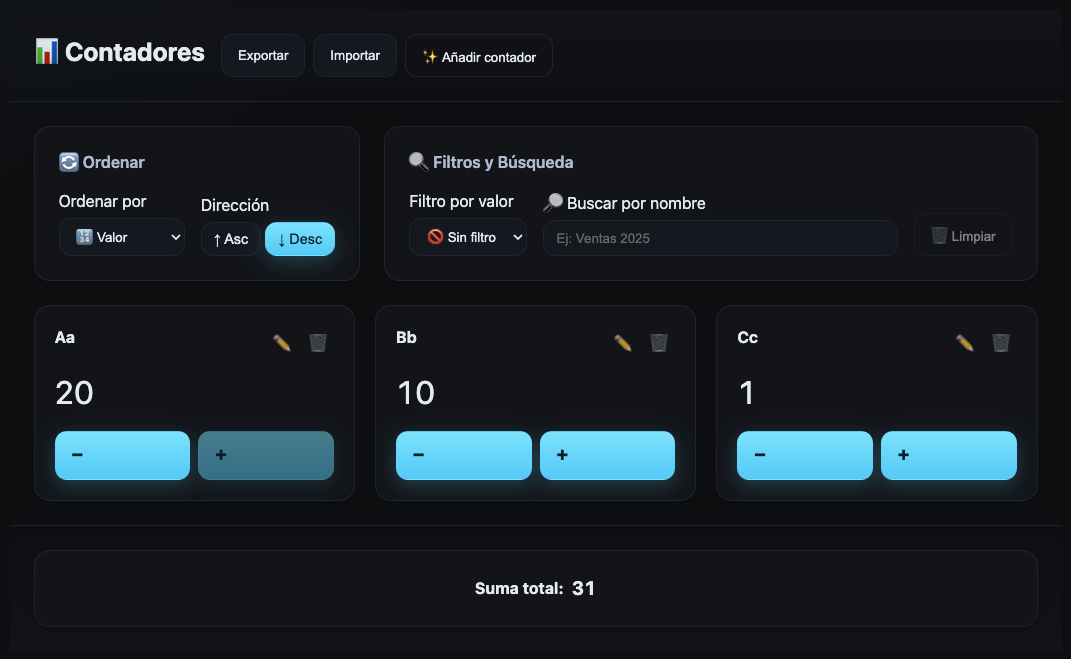 📊 Contadores
Exportar
Importar
✨ Añadir contador
🔄 Ordenar
Ordenar por
🔢 Valor
Dirección
↑ Asc
↓ Desc
🔍 Filtros y Búsqueda
Filtro por valor
🚫 Sin filtro
🔎 Buscar por nombre
Ej: Ventas 2025
🗑️ Limpiar
Aa
20
−
+
Bb
10
−
+
Cc
1
−
+
Suma total: 31